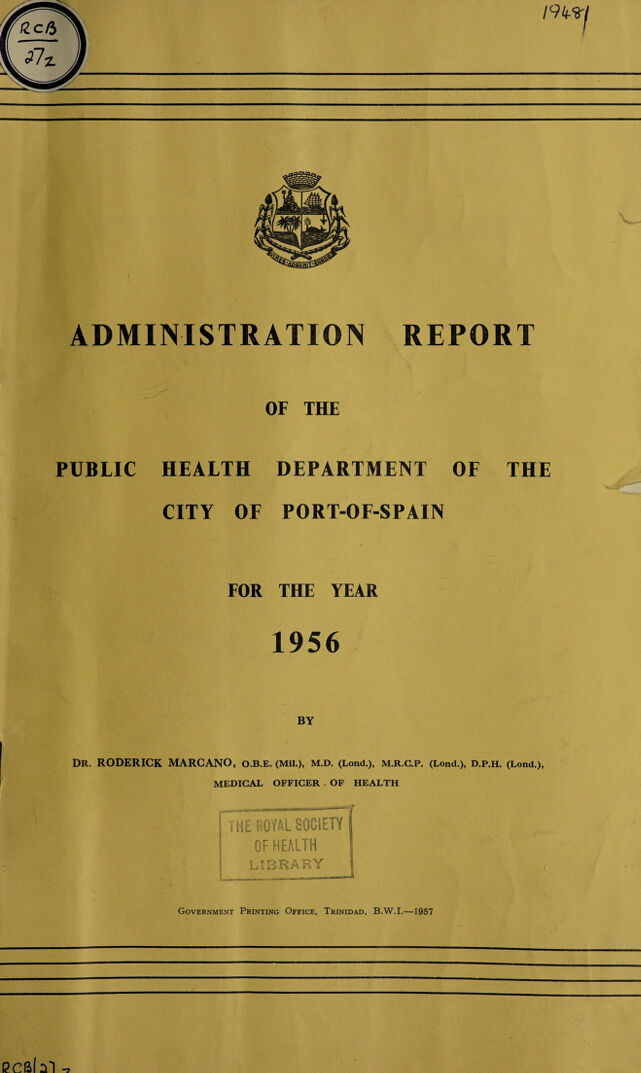 RCB
27z
1948/
ADMINISTRATION REPORT
OF THE
PUBLIC HEALTH DEPARTMENT OF THE
CITY OF PORT-OF-SPAIN
FOR THE YEAR
1956
BY
DR. RODERICK MARCANO, O.B.E. (Mil.), M.D. (Lond.), M.R.C.P. (Lond.), D.P.H. (Lond.),
MEDICAL OFFICER OF HEALTH
THE ROYAL SOCIETY
OF HEALTH
LIBRARY
GOVERNMENT PRINTING OFFICE, TRINIDAD, B.W.I.—1957